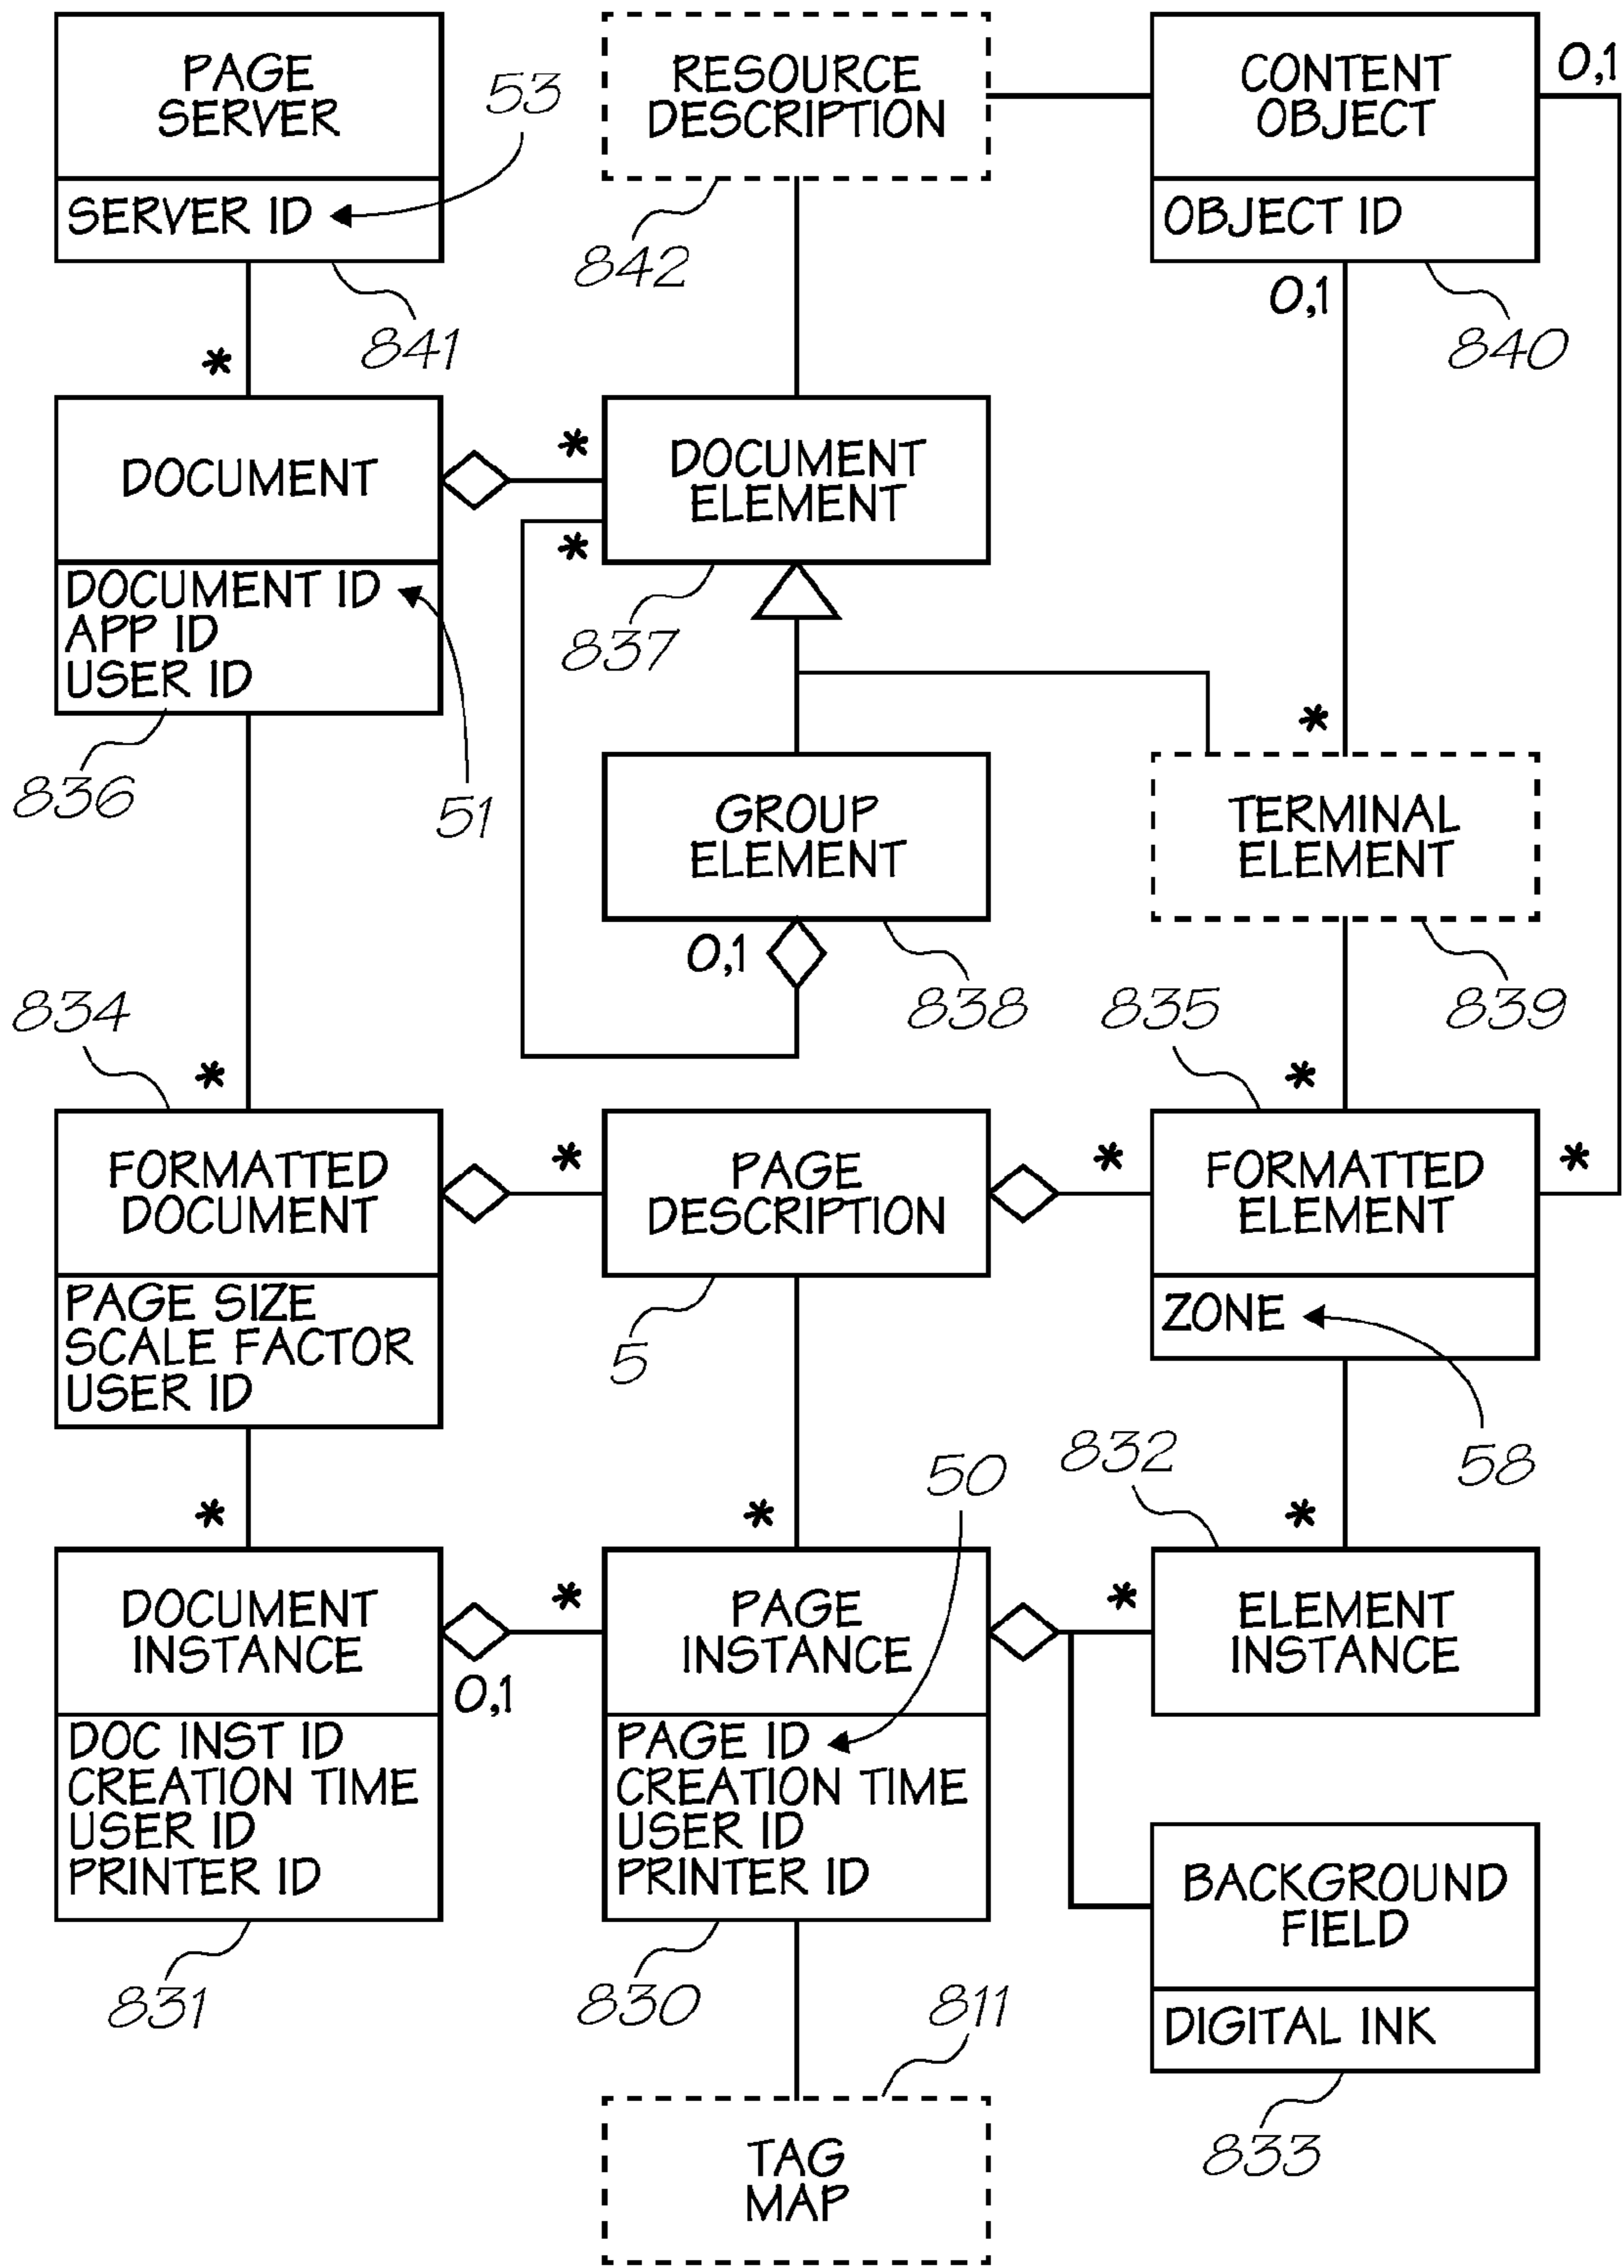 PAGE
SERVER
SERVER ID
53
841
RESOURCE
DESCRIPTION
842
CONTENT
OBJECT
OBJECT ID
0,1
0,1
840
*
DOCUMENT
DOCUMENT ID
APP ID
USER ID
836
51
*
*
DOCUMENT
ELEMENT
837
GROUP
ELEMENT
0,1
838
*
TERMINAL
ELEMENT
839
834
*
FORMATTED
DOCUMENT
PAGE SIZE
SCALE FACTOR
USER ID
*
PAGE
DESCRIPTION
5
*
835
*
FORMATTED
ELEMENT
*
ZONE
58
*
DOCUMENT
INSTANCE
0,1
DOC INST ID
CREATION TIME
USER ID
PRINTER ID
831
*
*
50
PAGE
INSTANCE
PAGE ID
CREATION TIME
USER ID
PRINTER ID
830
832
*
*
ELEMENT
INSTANCE
BACKGROUND
FIELD
DIGITAL INK
833
811
TAG
MAP